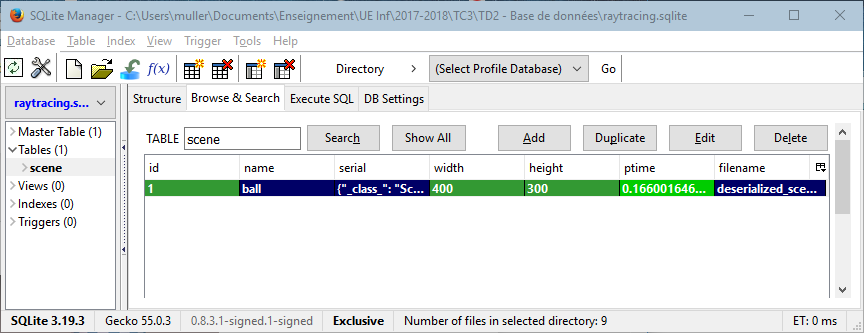 SQLite Manager - C:\Users\muller\Documents\Enseignement\UE Inf\2017-2018\TC3\TD2 - Base de données\raytracing.sqlite
Database Table Index View Trigger Tools Help
f(x) Directory > (Select Profile Database) Go
raytracing.s...
Master Table (1)
Tables (1)
scene
Views (0)
Indexes (0)
Triggers (0)
Structure Browse & Search Execute SQL DB Settings
TABLE scene Search Show All Add Duplicate Edit Delete
id name serial width height ptime filename
1 ball {"_class_": "Sc... 400 300 0.166001646... deserialized_sce...
SQLite 3.19.3 Gecko 55.0.3 0.8.3.1-signed.1-signed Exclusive Number of files in selected directory: 9 ET: 0 ms